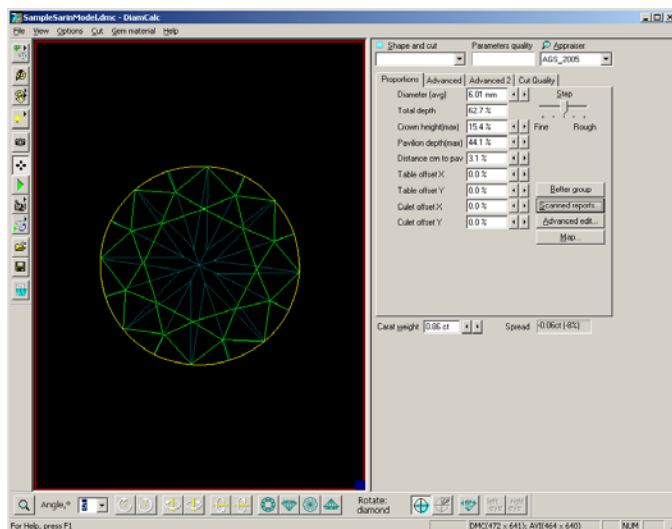 SampleSarinModel.dmc - DiamCalc
File View Options Cut Gem material Help
Shape and cut Parameters quality Appraiser
AGS_2005
Proportions Advanced Advanced 2 Cut Quality
Diameter (avg) 6.01 mm Step
Total depth 62.7 %
Crown height(max) 15.4 % Fine Rough
Pavilion depth(max) 44.1 %
Distance crn to pav 3.1 %
Table offset X 0.0 %
Table offset Y 0.0 % Better group
Culet offset X 0.0 % Scanned reports...
Culet offset Y 0.0 % Advanced edit...
Map...
Carat weight 0.86 ct Spread -0.06ct (-8%)
Angle,° 5 Rotate: diamond left eye right eye
For Help, press F1 DMC(472 x 641); AVI(464 x 640) NUM